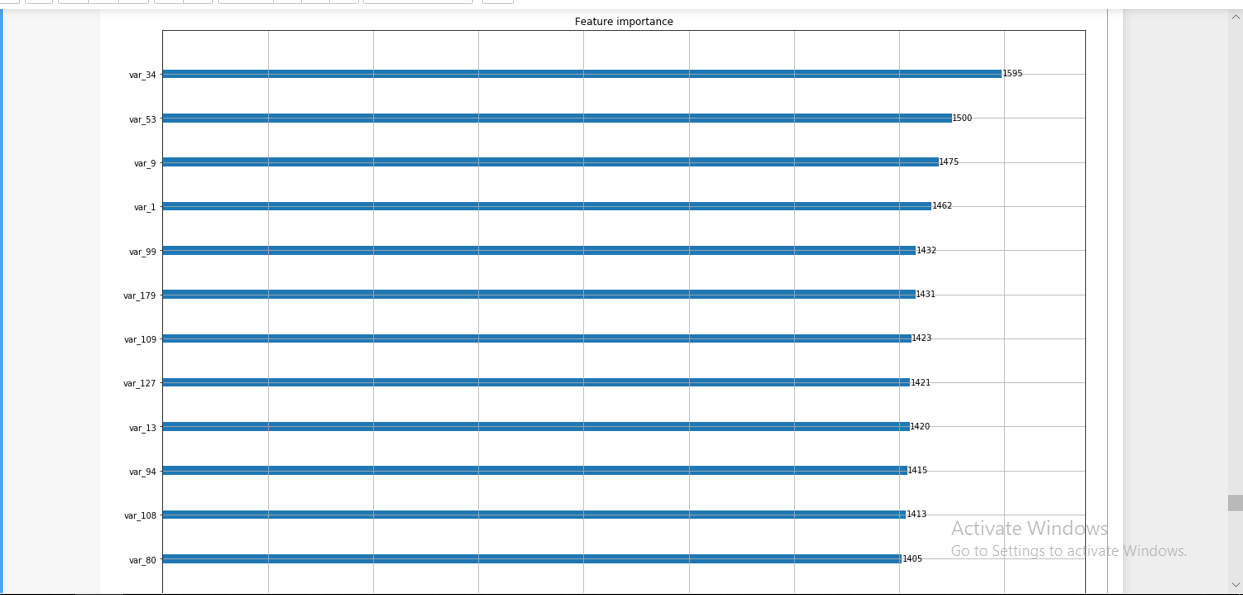 Feature importance
var_34 1595
var_53 1500
var_9 1475
var_1 1462
var_99 1432
var_179 1431
var_109 1423
var_127 1421
var_13 1420
var_94 1415
var_108 1413
Activate Windows
Go to Settings to activate Windows.
var_80 1405